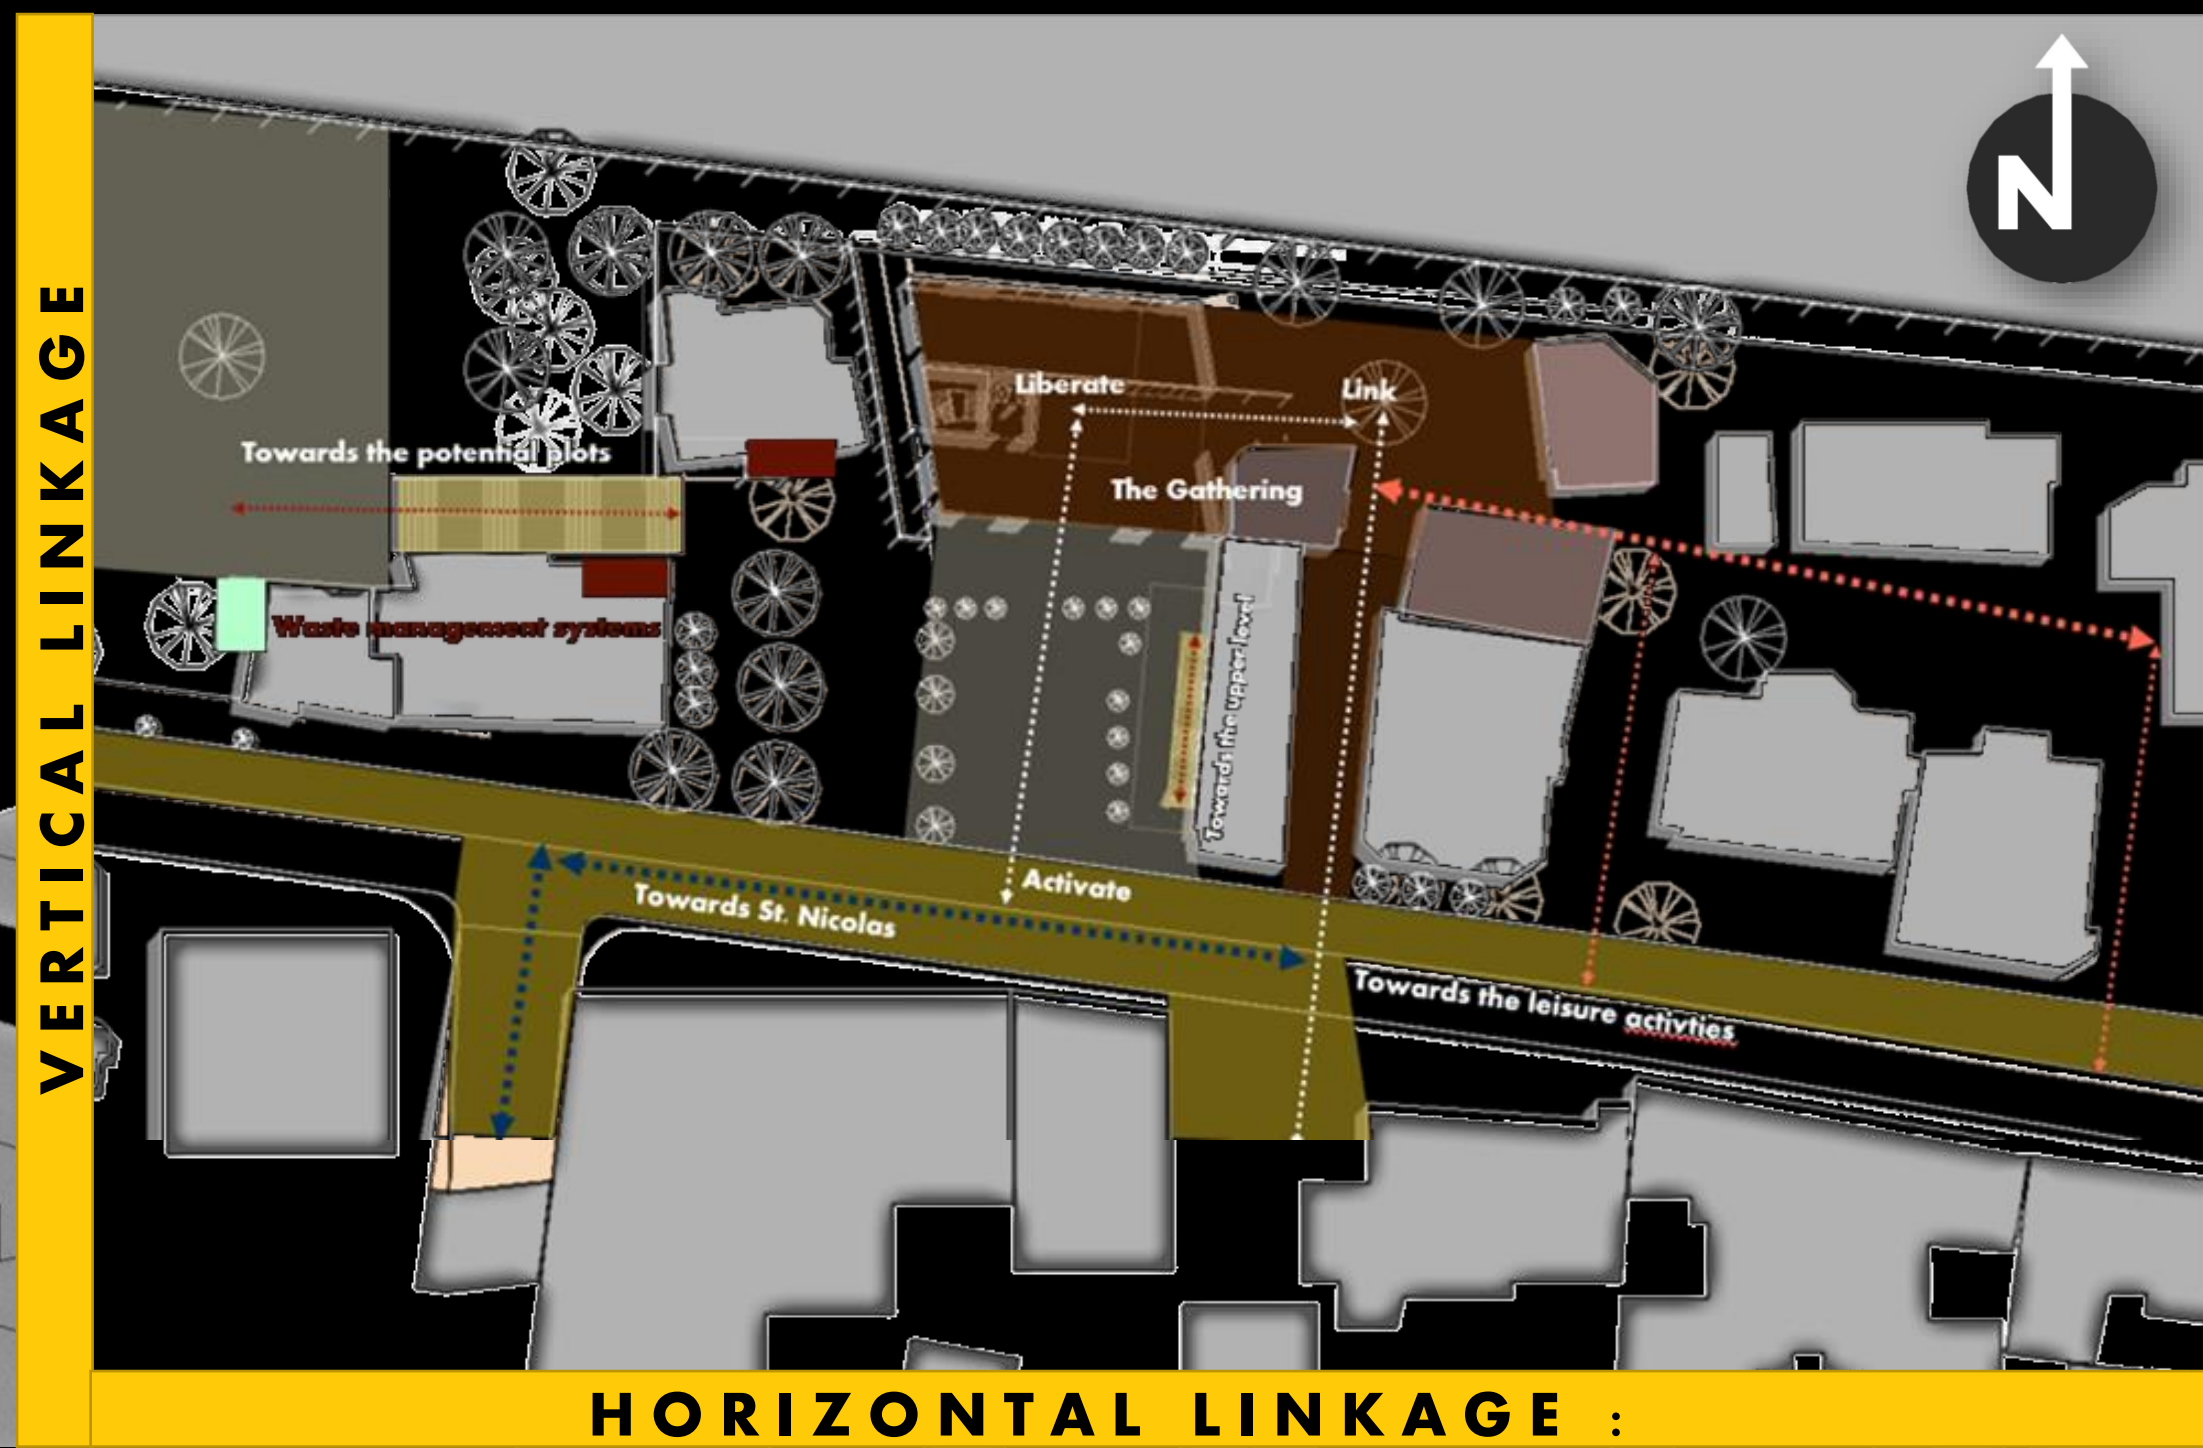 VERTICAL LINKAGE
N
Liberate
Link
Towards the potential plots
The Gathering
Waste management systems
Towards the upper level
Activate
Towards St. Nicolas
Towards the leisure activties
HORIZONTAL LINKAGE :